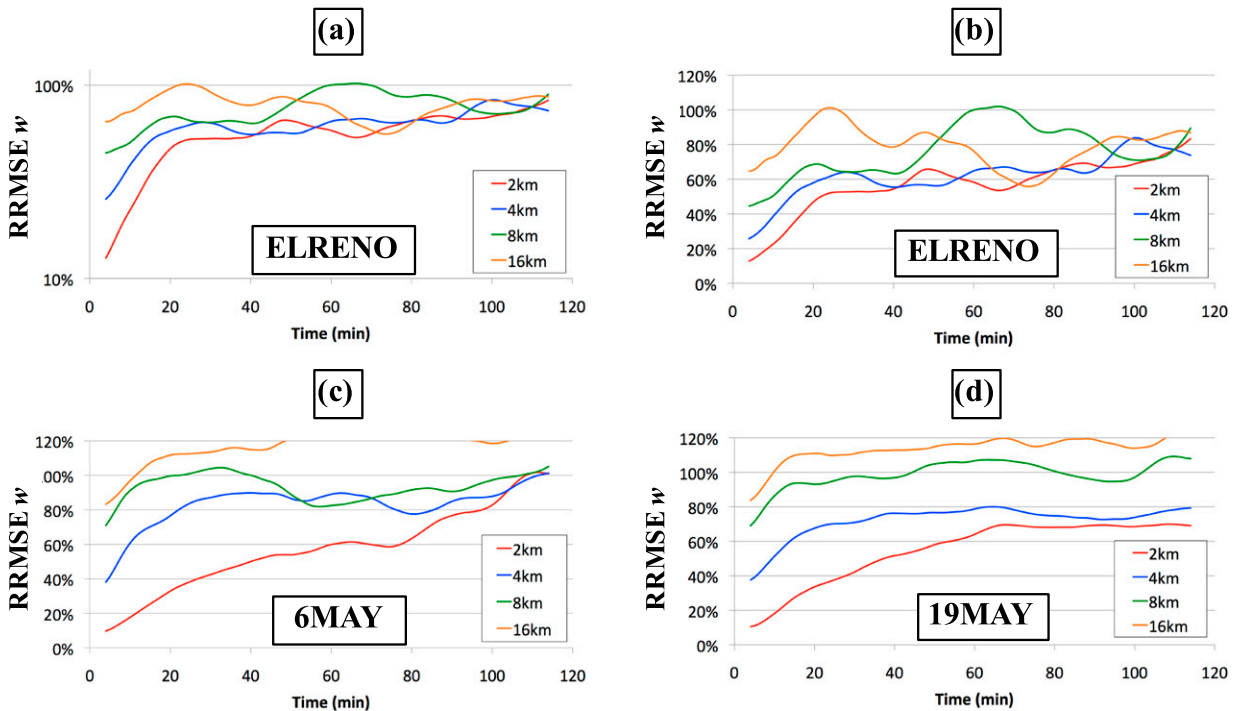 (a)
RRMSE w
100%
10%
2km
4km
8km
16km
ELRENO
0 20 40 60 80 100 120
Time (min)
(b)
RRMSE w
120%
100%
80%
60%
40%
20%
0%
2km
4km
8km
16km
ELRENO
0 20 40 60 80 100 120
Time (min)
(c)
RRMSE w
120%
00%
80%
60%
40%
20%
0%
2km
4km
8km
16km
6MAY
0 20 40 60 80 100 120
Time (min)
(d)
RRMSE w
120%
100%
80%
60%
40%
20%
0%
2km
4km
8km
16km
19MAY
0 20 40 60 80 100 120
Time (min)